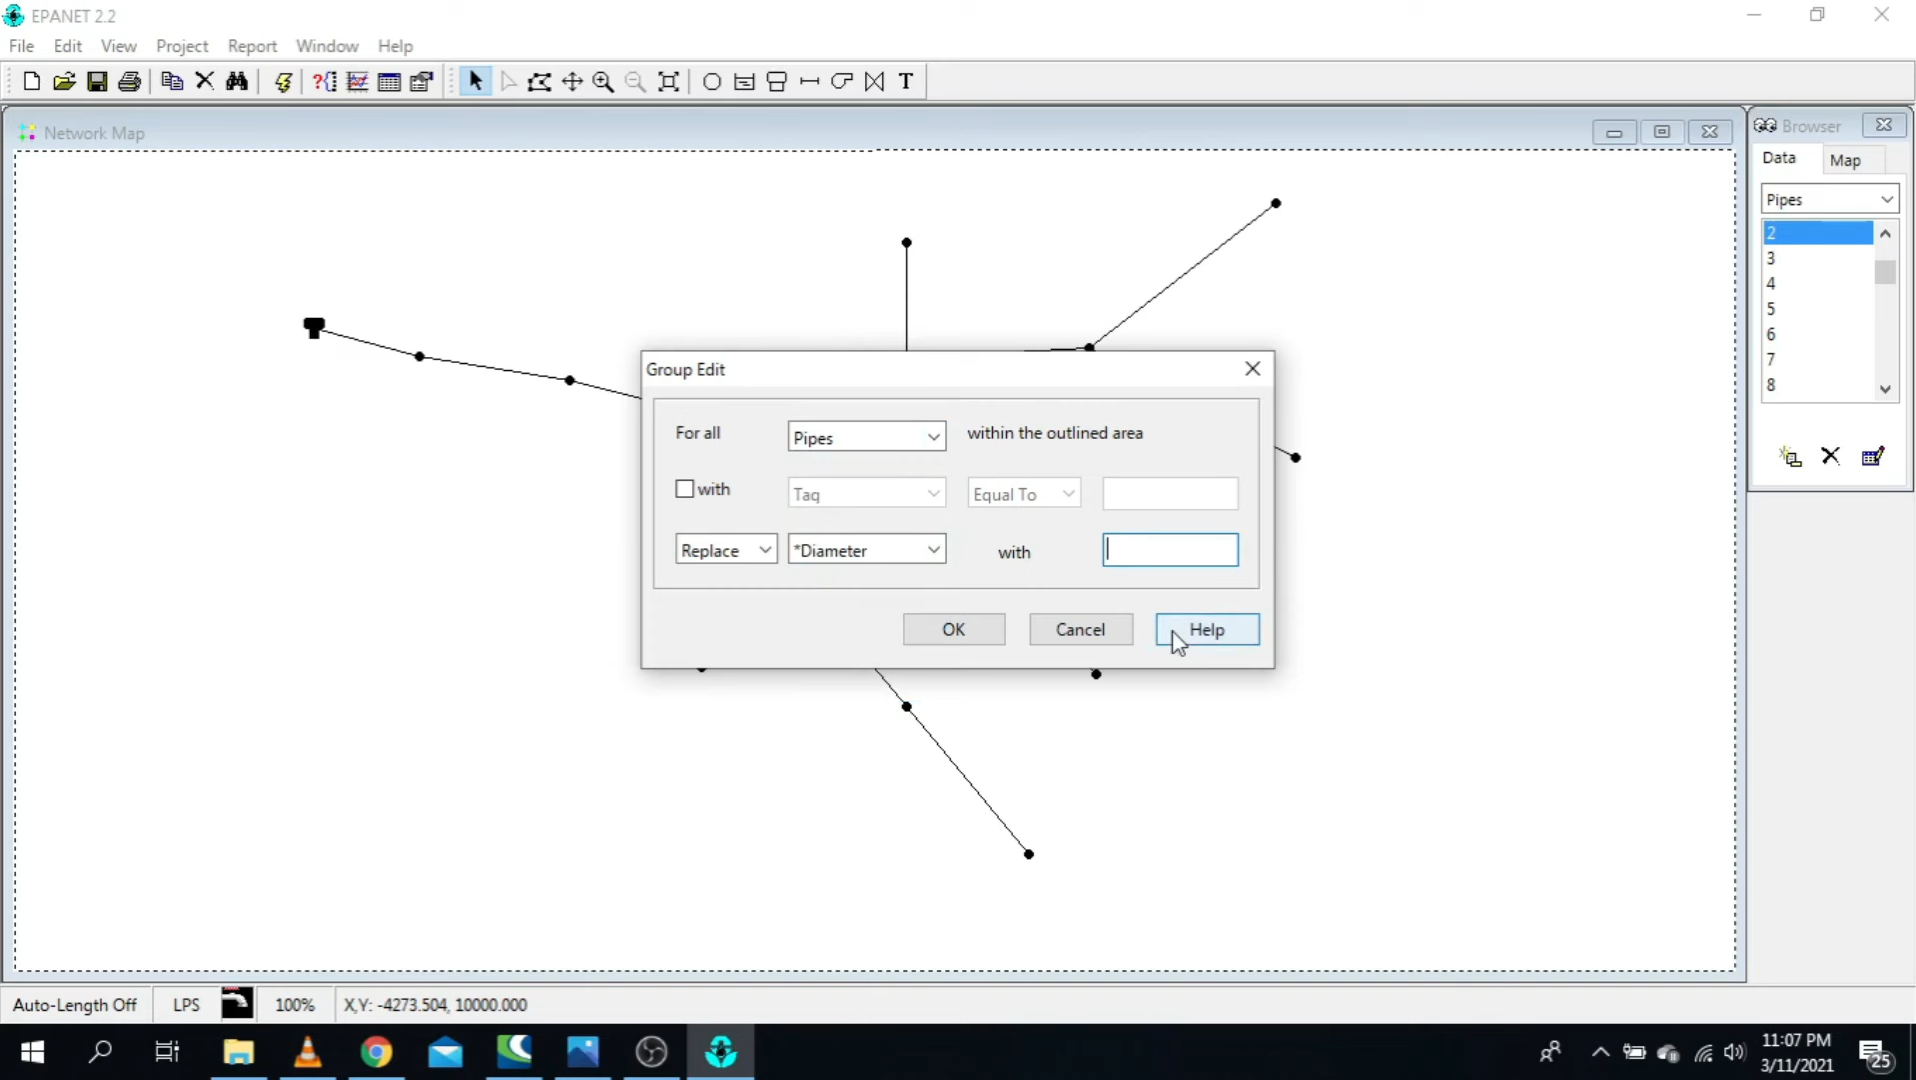 EPANET 2.2
File Edit View Project Report Window Help
T
Network Map
Browser
Data Map
Pipes
2
3
4
5
6
7
8
Group Edit
For all Pipes within the outlined area
with Tag Equal To
Replace *Diameter with
OK Cancel Help
Auto-Length Off LPS 100% X,Y: -4273.504, 10000.000
11:07 PM
3/11/2021
25